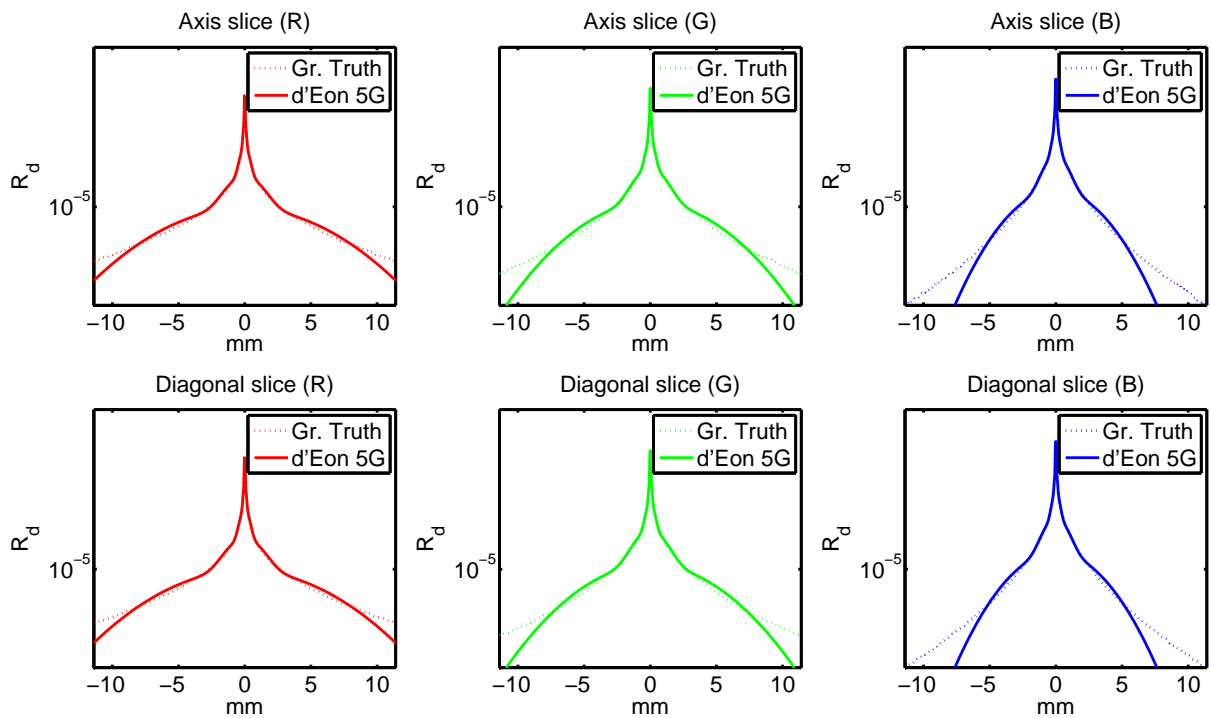 Axis slice (R)
Gr. Truth
d'Eon 5G
R_d
10^−5
−10 −5 0 5 10
mm
Axis slice (G)
Gr. Truth
d'Eon 5G
R_d
10^−5
−10 −5 0 5 10
mm
Axis slice (B)
Gr. Truth
d'Eon 5G
R_d
10^−5
−10 −5 0 5 10
mm
Diagonal slice (R)
Gr. Truth
d'Eon 5G
R_d
10^−5
−10 −5 0 5 10
mm
Diagonal slice (G)
Gr. Truth
d'Eon 5G
R_d
10^−5
−10 −5 0 5 10
mm
Diagonal slice (B)
Gr. Truth
d'Eon 5G
R_d
10^−5
−10 −5 0 5 10
mm